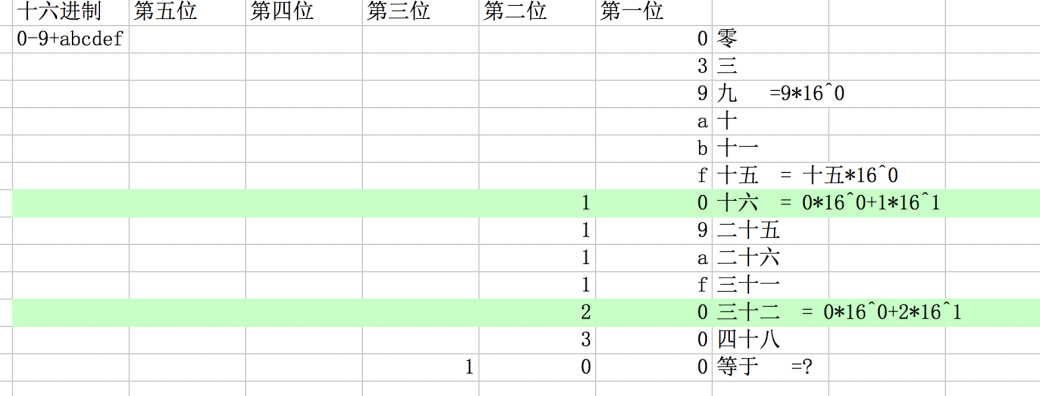 十六进制 第五位 第四位 第三位 第二位 第一位
0-9+abcdef 0 零
3 三
9 九 =9*16^0
a 十
b 十一
f 十五 = 十五*16^0
1 0 十六 = 0*16^0+1*16^1
1 9 二十五
1 a 二十六
1 f 三十一
2 0 三十二 = 0*16^0+2*16^1
3 0 四十八
1 0 0 等于 =?